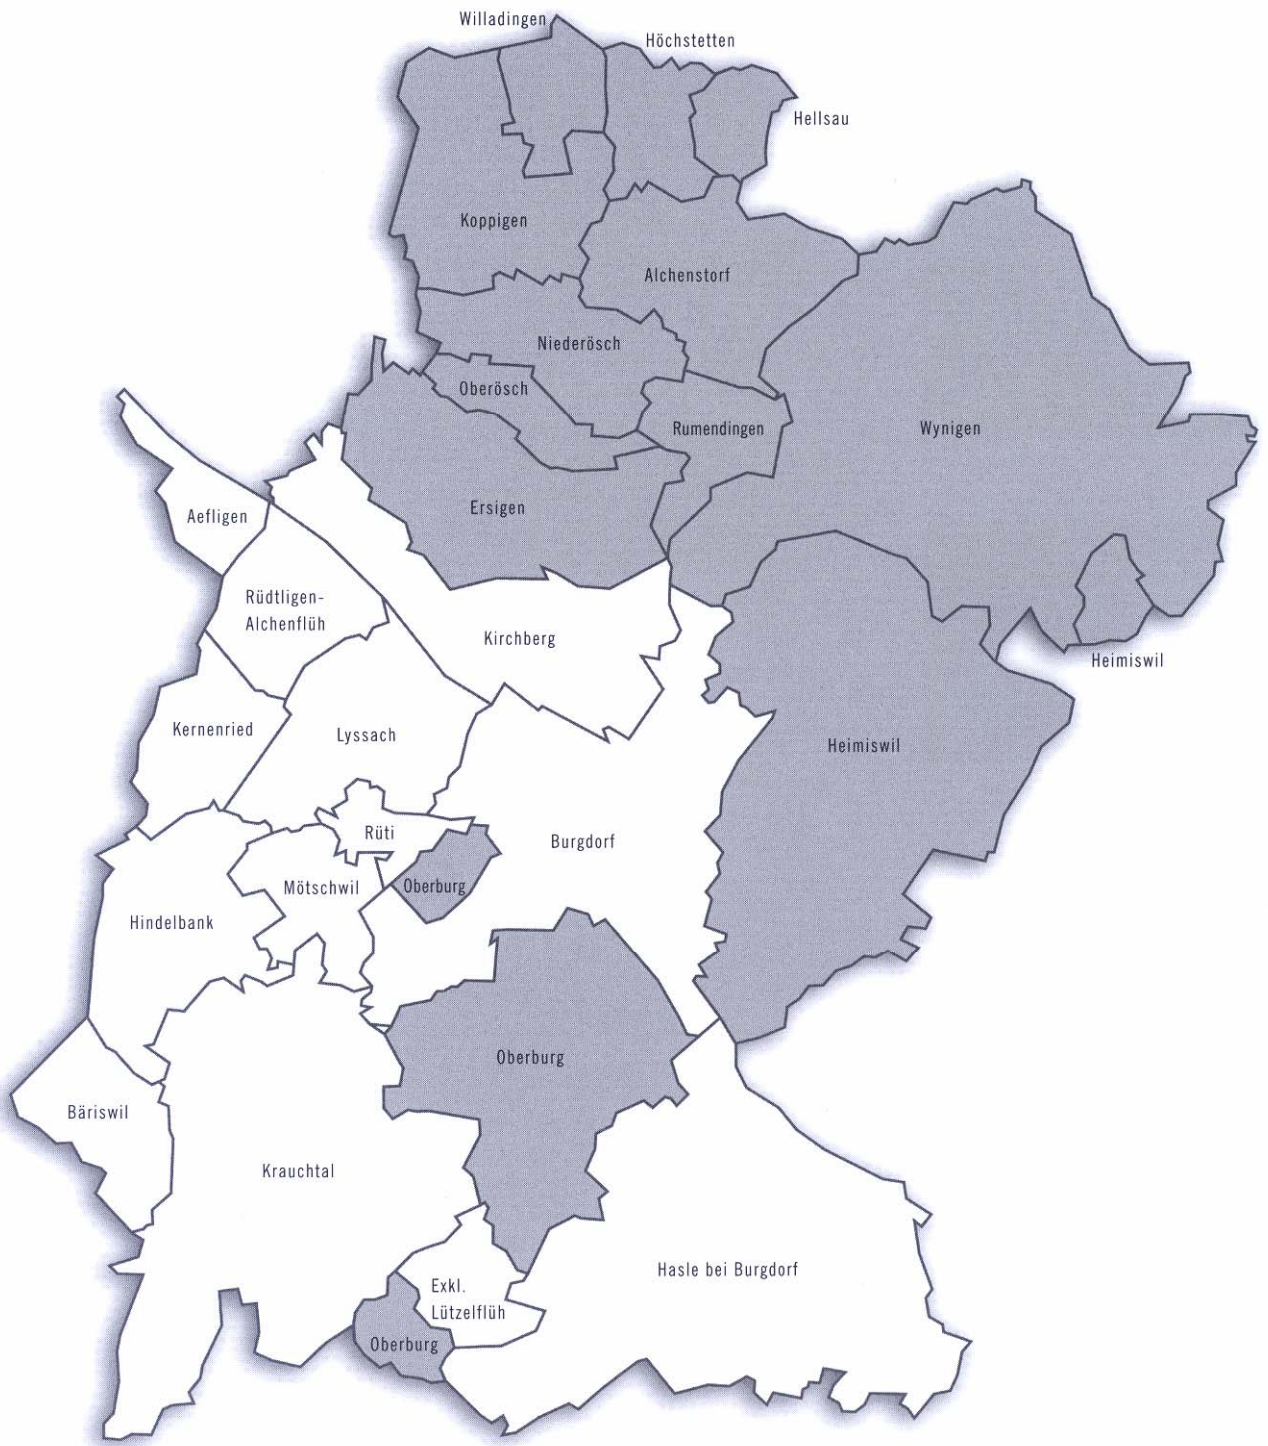 Willadingen
Höchstetten
Hellsau
Koppigen
Alchenstorf
Niederösch
Oberösch
Rumendingen
Wynigen
Ersigen
Aefligen
Rüdtligen-
Alchenflüh
Kirchberg
Heimiswil
Kernenried
Lyssach
Heimiswil
Rüti
Burgdorf
Mötschwil
Oberburg
Hindelbank
Oberburg
Bäriswil
Krauchtal
Hasle bei Burgdorf
Exkl.
Lützelflüh
Oberburg